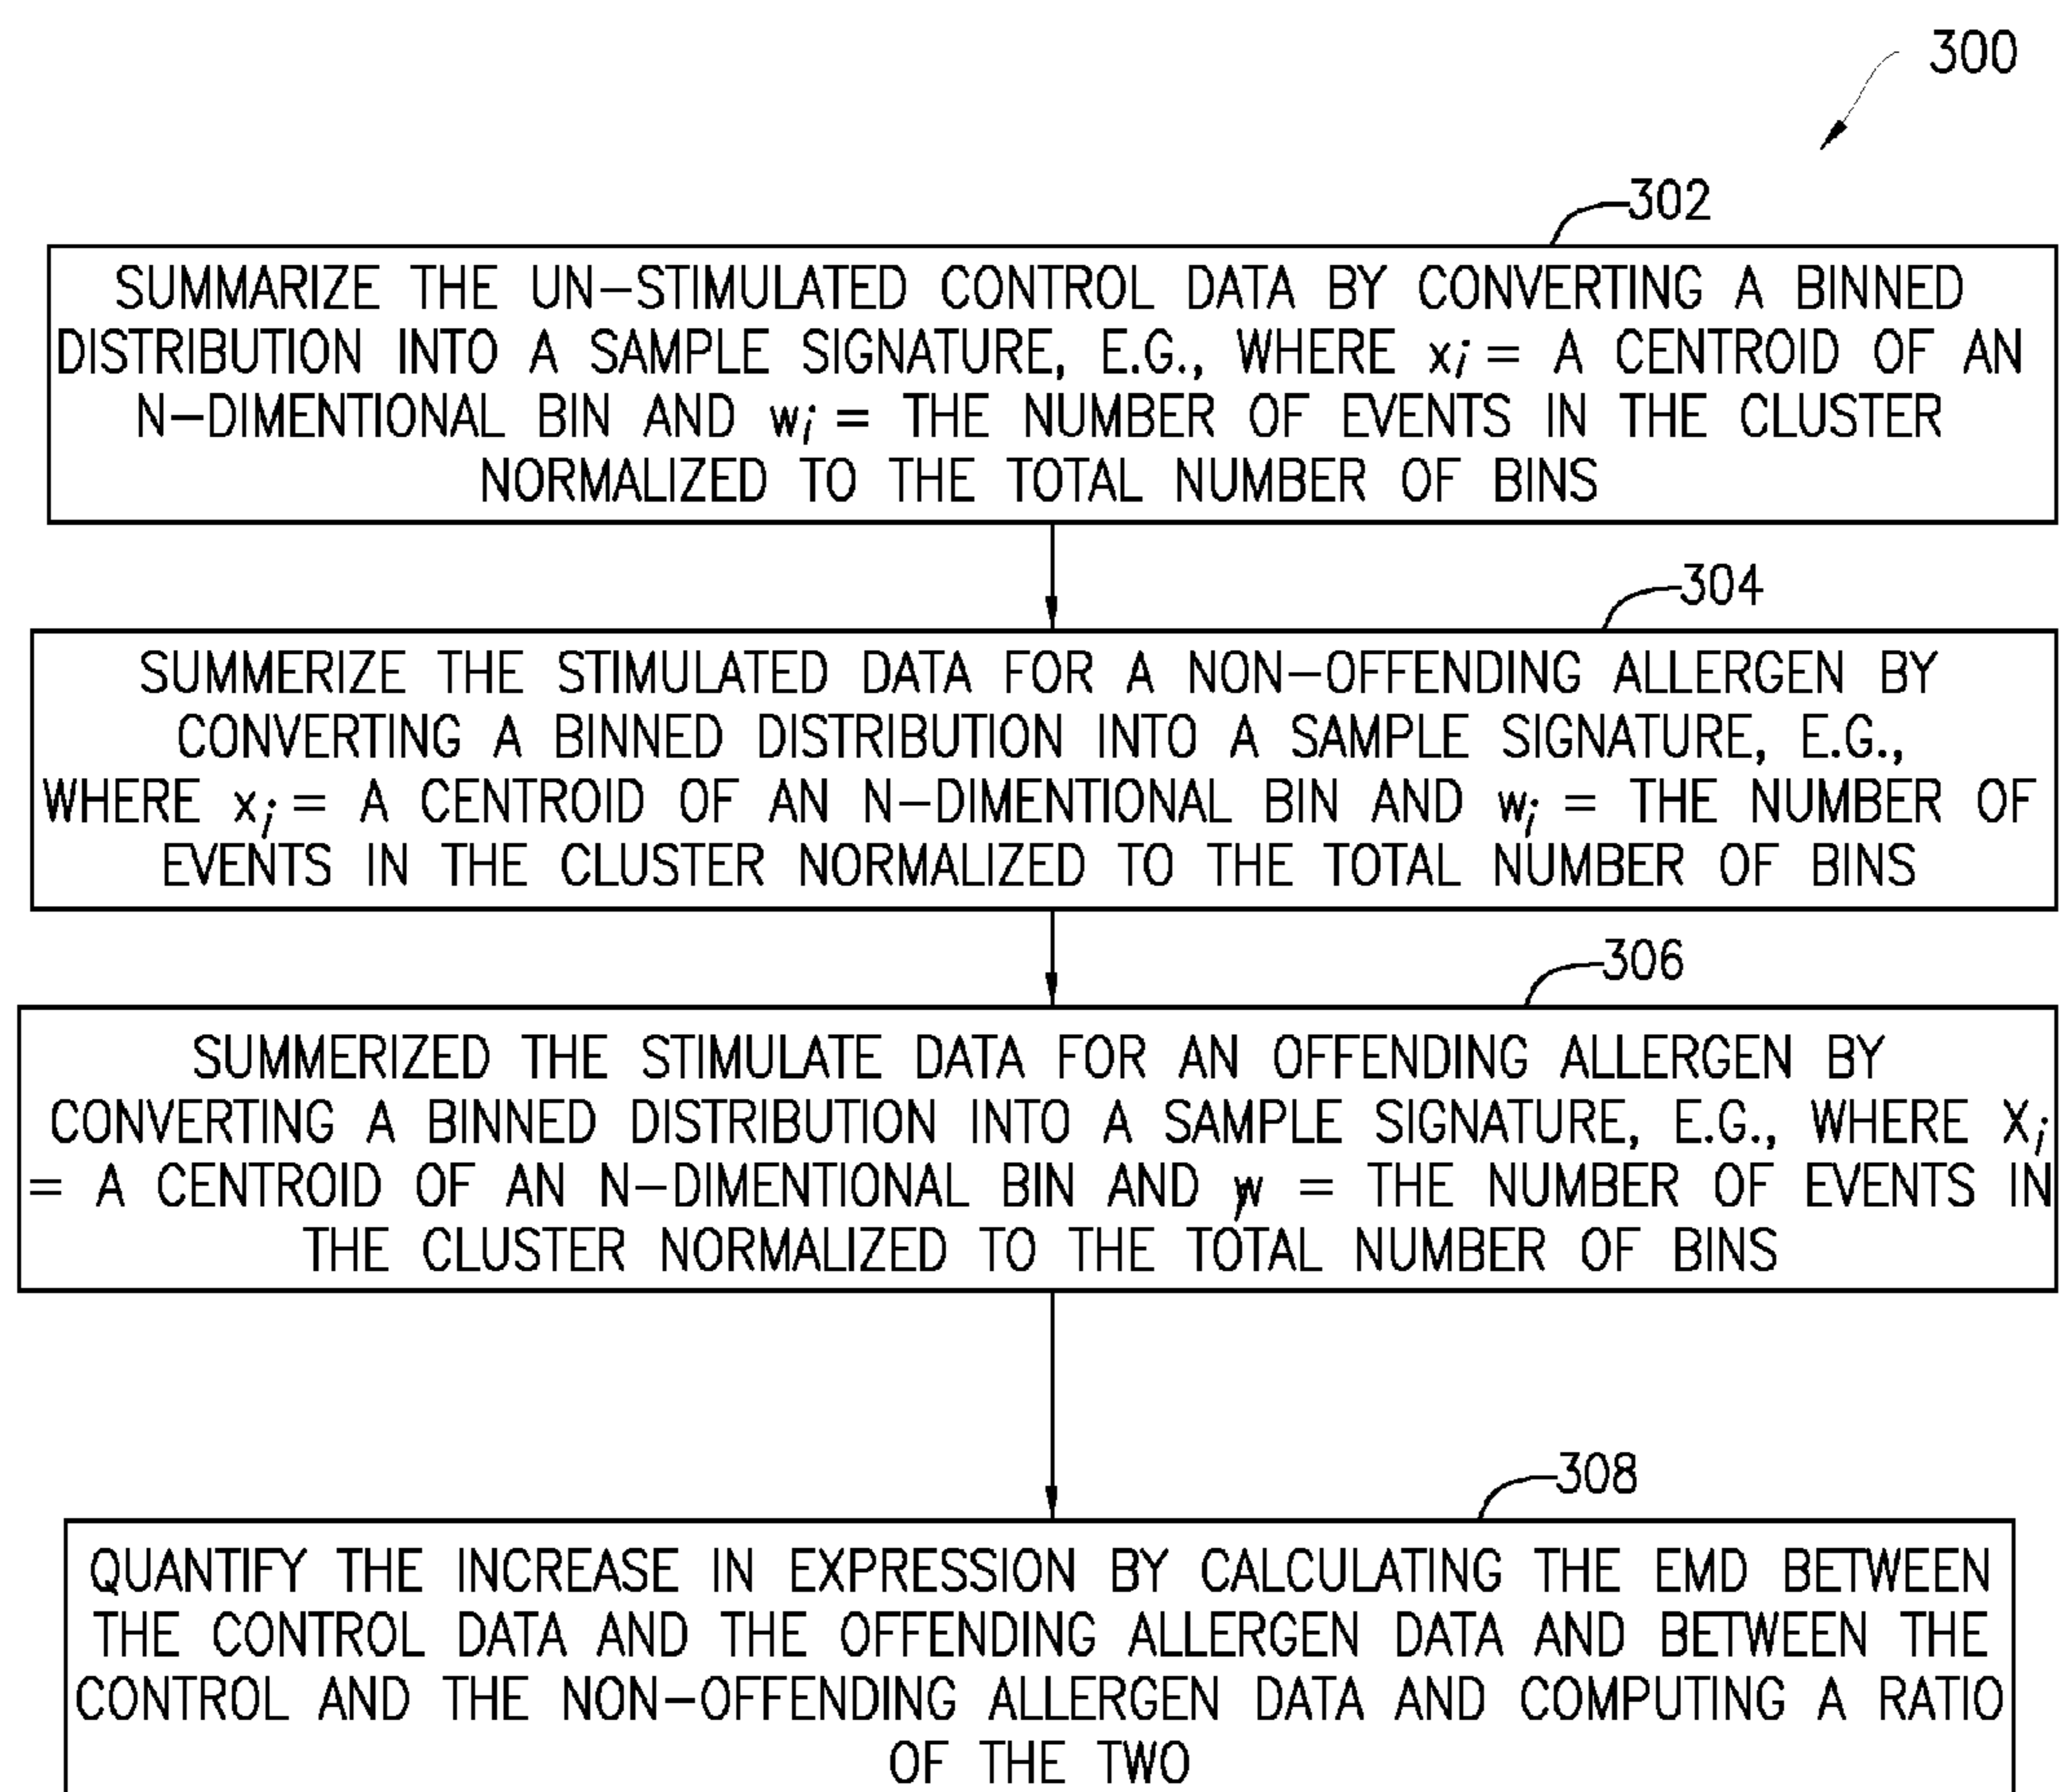 300
302
SUMMARIZE THE UN-STIMULATED CONTROL DATA BY CONVERTING A BINNED
DISTRIBUTION INTO A SAMPLE SIGNATURE, E.G., WHERE xi = A CENTROID OF AN
N-DIMENTIONAL BIN AND wi = THE NUMBER OF EVENTS IN THE CLUSTER
NORMALIZED TO THE TOTAL NUMBER OF BINS
304
SUMMERIZE THE STIMULATED DATA FOR A NON-OFFENDING ALLERGEN BY
CONVERTING A BINNED DISTRIBUTION INTO A SAMPLE SIGNATURE, E.G.,
WHERE xi = A CENTROID OF AN N-DIMENTIONAL BIN AND wi = THE NUMBER OF
EVENTS IN THE CLUSTER NORMALIZED TO THE TOTAL NUMBER OF BINS
306
SUMMERIZED THE STIMULATE DATA FOR AN OFFENDING ALLERGEN BY
CONVERTING A BINNED DISTRIBUTION INTO A SAMPLE SIGNATURE, E.G., WHERE Xi
= A CENTROID OF AN N-DIMENTIONAL BIN AND wi = THE NUMBER OF EVENTS IN
THE CLUSTER NORMALIZED TO THE TOTAL NUMBER OF BINS
308
QUANTIFY THE INCREASE IN EXPRESSION BY CALCULATING THE EMD BETWEEN
THE CONTROL DATA AND THE OFFENDING ALLERGEN DATA AND BETWEEN THE
CONTROL AND THE NON-OFFENDING ALLERGEN DATA AND COMPUTING A RATIO
OF THE TWO